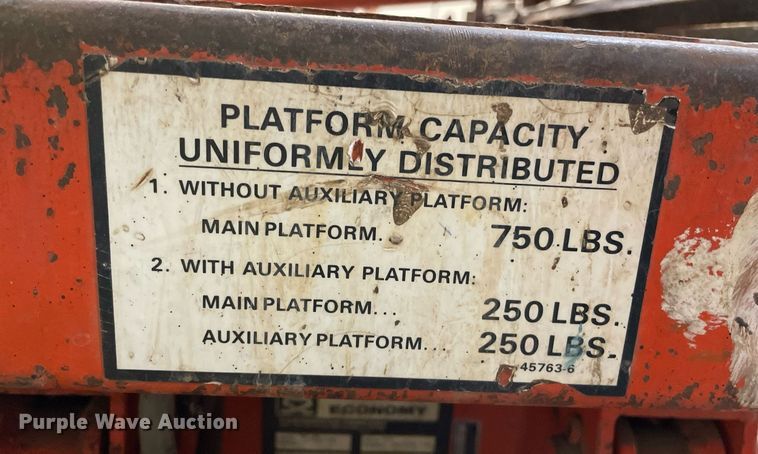 PLATFORM CAPACITY
UNIFORMLY DISTRIBUTED
1. WITHOUT AUXILIARY PLATFORM:
MAIN PLATFORM.. 750 LBS.
2. WITH AUXILIARY PLATFORM:
MAIN PLATFORM... 250 LBS.
AUXILIARY PLATFORM... 250 LBS.
45763-6
ECONOMY
Purple Wave Auction